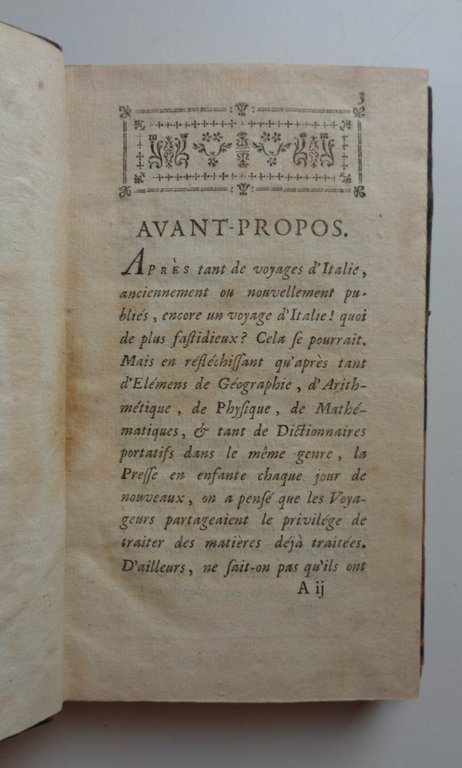 3
AVANT-PROPOS.
APRÈS tant de voyages d'Italie,
anciennement ou nouvellement pu-
bliés, encore un voyage d'Italie! quoi
de plus faſtidieux? Cela ſe pourrait.
Mais en réfléchiſſant qu'après tant
d'Elémens de Géographie, d'Arith-
métique, de Phyſique, de Mathé-
matiques, & tant de Dictionnaires
portatifs dans le même genre, la
Preſſe en enfante chaque jour de
nouveaux, on a penſé que les Voya-
geurs partageaient le privilége de
traiter des matières déjà traitées.
D'ailleurs, ne ſait-on pas qu'ils ont
A ij